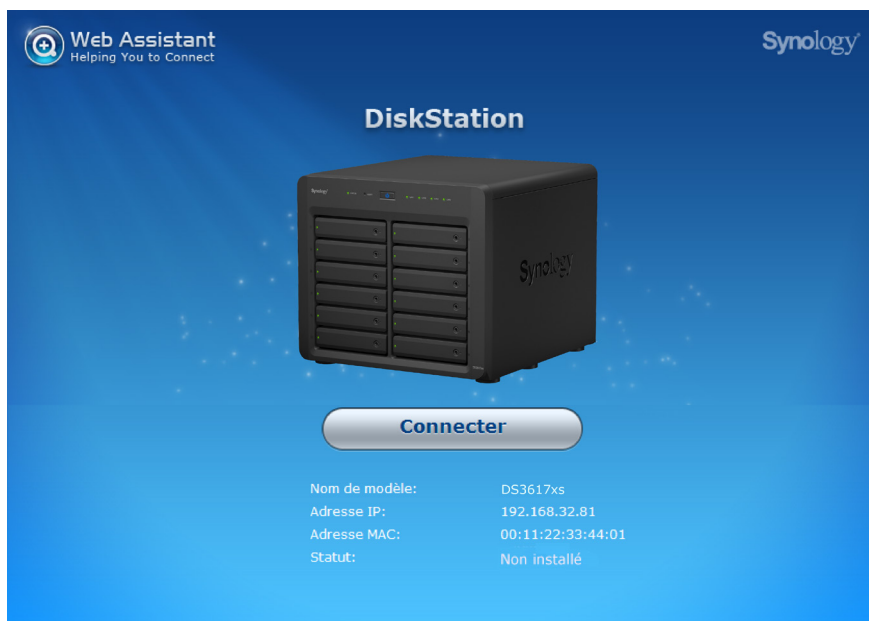 Web Assistant
Helping You to Connect
Synology
DiskStation
Synology
Synology
Connecter
Nom de modèle: DS3617xs
Adresse IP: 192.168.32.81
Adresse MAC: 00:11:22:33:44:01
Statut: Non installé